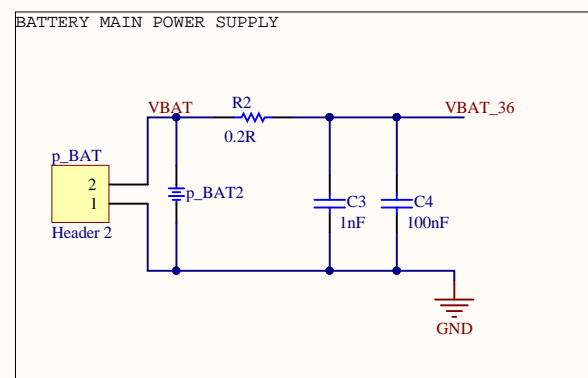 BATTERY MAIN POWER SUPPLY
VBAT
R2
VBAT_36
0.2R
p_BAT
2
1
p_BAT2
C3
C4
1nF
100nF
Header 2
GND